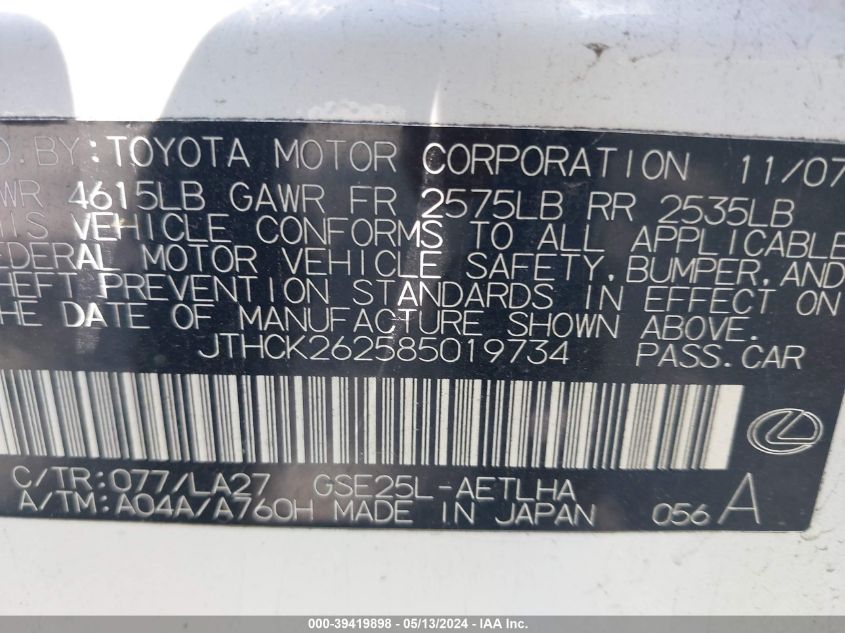 D.BY:TOYOTA MOTOR CORPORATION 11/07
WR 4615LB GAWR FR 2575LB RR 2535LB
HIS VEHICLE CONFORMS TO ALL APPLICABLE
FEDERAL MOTOR VEHICLE SAFETY,BUMPER,AND
HEFT PREVENTION STANDARDS IN EFFECT ON
HE DATE OF MANUFACTURE SHOWN ABOVE.
JTHCK262585019734 PASS.CAR
C/TR:077/LA27 GSE25L-AETLHA
A/TM:A04A/A760H MADE IN JAPAN 056 A
000-39419898 - 05/13/2024 - IAA Inc.